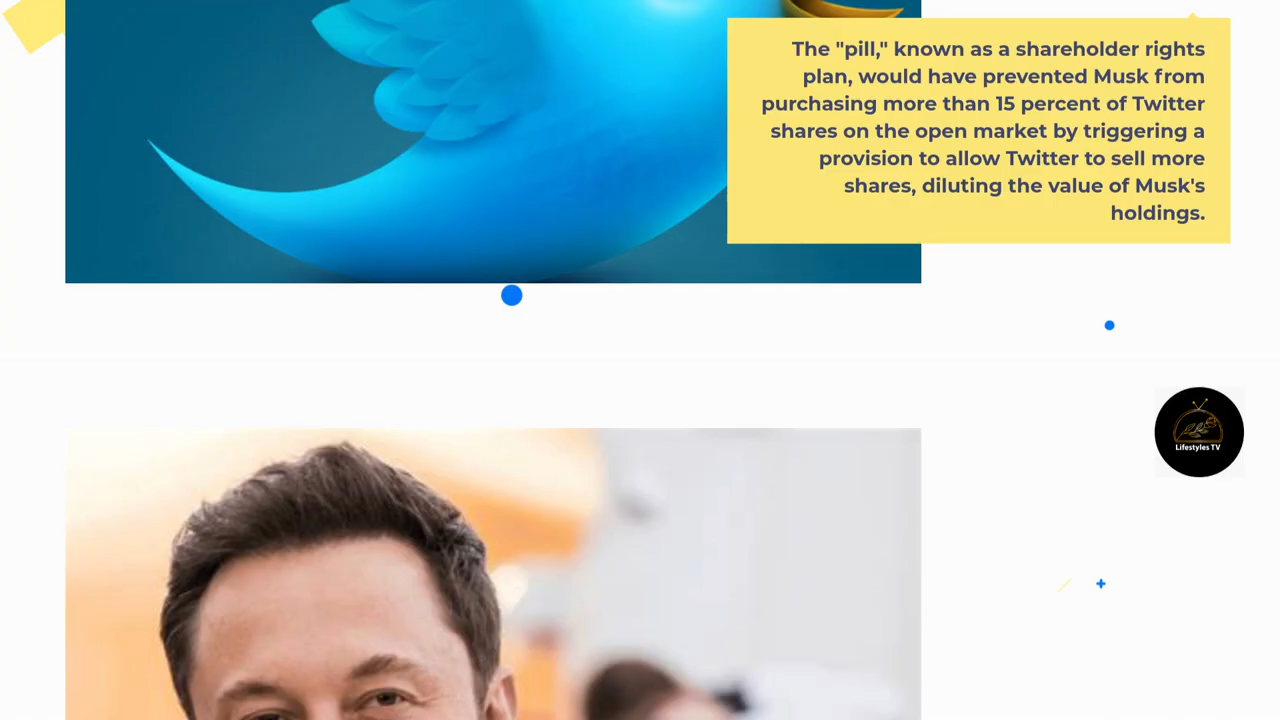 The "pill," known as a shareholder rights
plan, would have prevented Musk from
purchasing more than 15 percent of Twitter
shares on the open market by triggering a
provision to allow Twitter to sell more
shares, diluting the value of Musk's
holdings.
Lifestyles TV